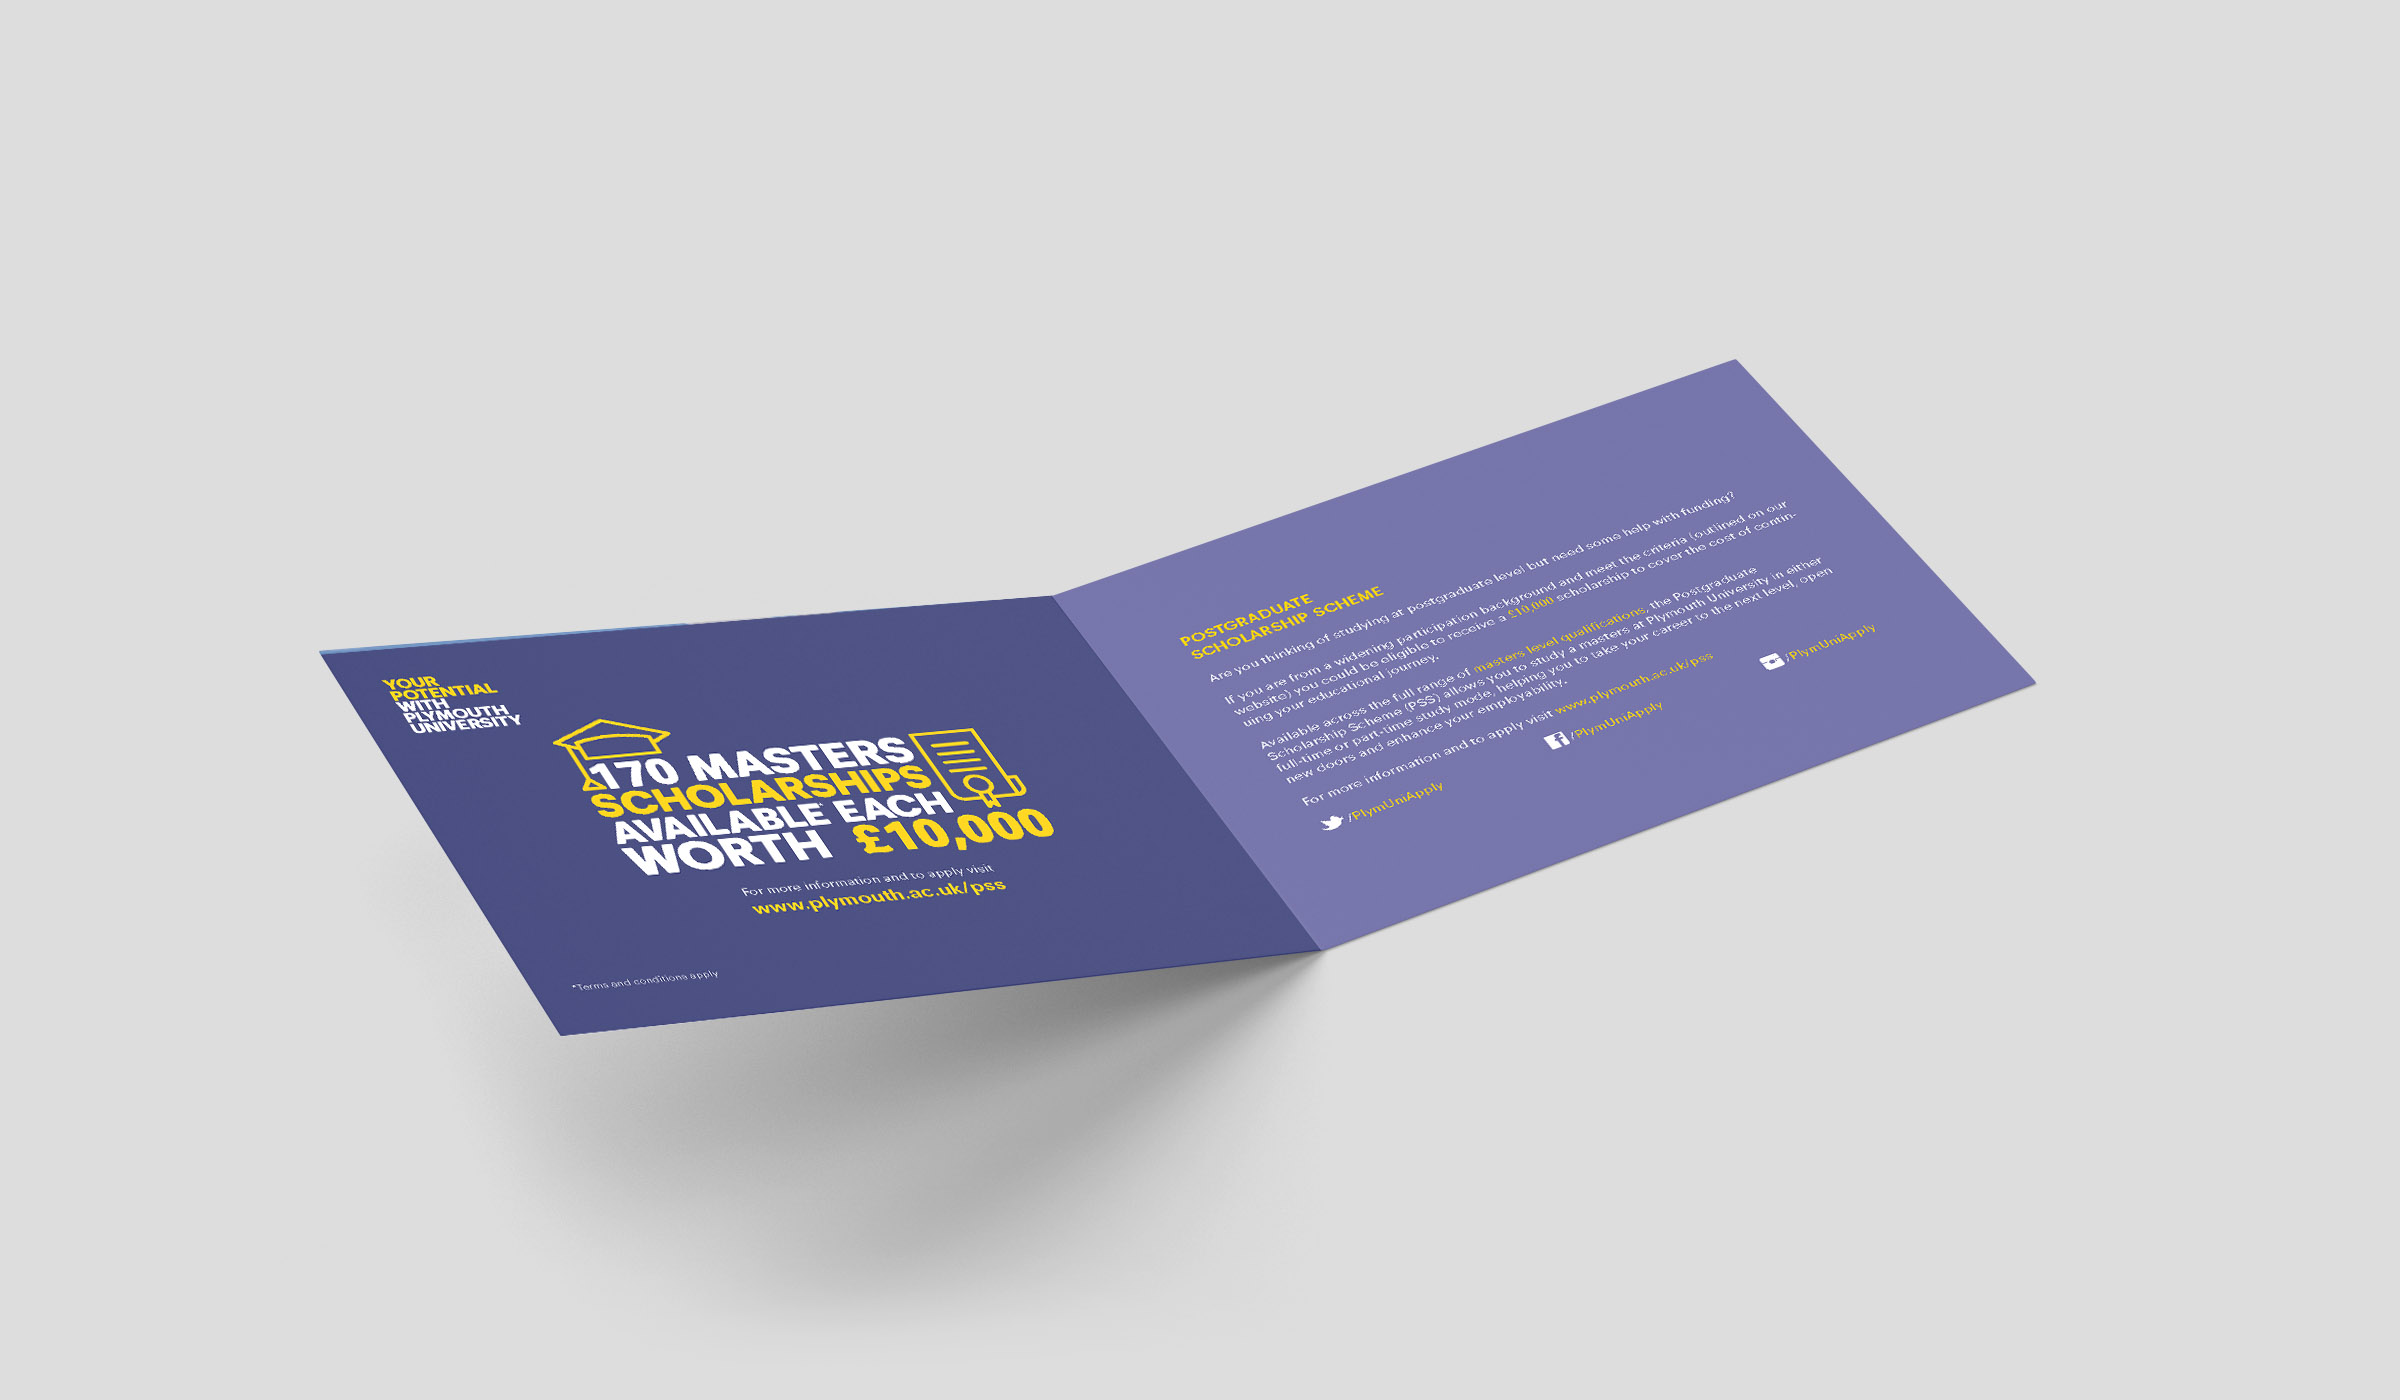 YOUR
POTENTIAL
WITH
PLYMOUTH
UNIVERSITY
170 MASTERS
SCHOLARSHIPS
AVAILABLE* EACH
WORTH £10,000
For more information and to apply visit
www.plymouth.ac.uk/pss
*Terms and conditions apply
POSTGRADUATE
SCHOLARSHIP SCHEME
Are you thinking of studying at postgraduate level but need some help with funding?
If you are from a widening participation background and meet the criteria (outlined on our
website) you could be eligible to receive a £10,000 scholarship to cover the cost of contin-
uing your educational journey.
Available across the full range of masters level qualifications, the Postgraduate
Scholarship Scheme (PSS) allows you to study a masters at Plymouth University in either
full-time or part-time study mode, helping you to take your career to the next level, open
new doors and enhance your employability.
For more information and to apply visit www.plymouth.ac.uk/pss
/PlymUniApply
/PlymUniApply
/PlymUniApply